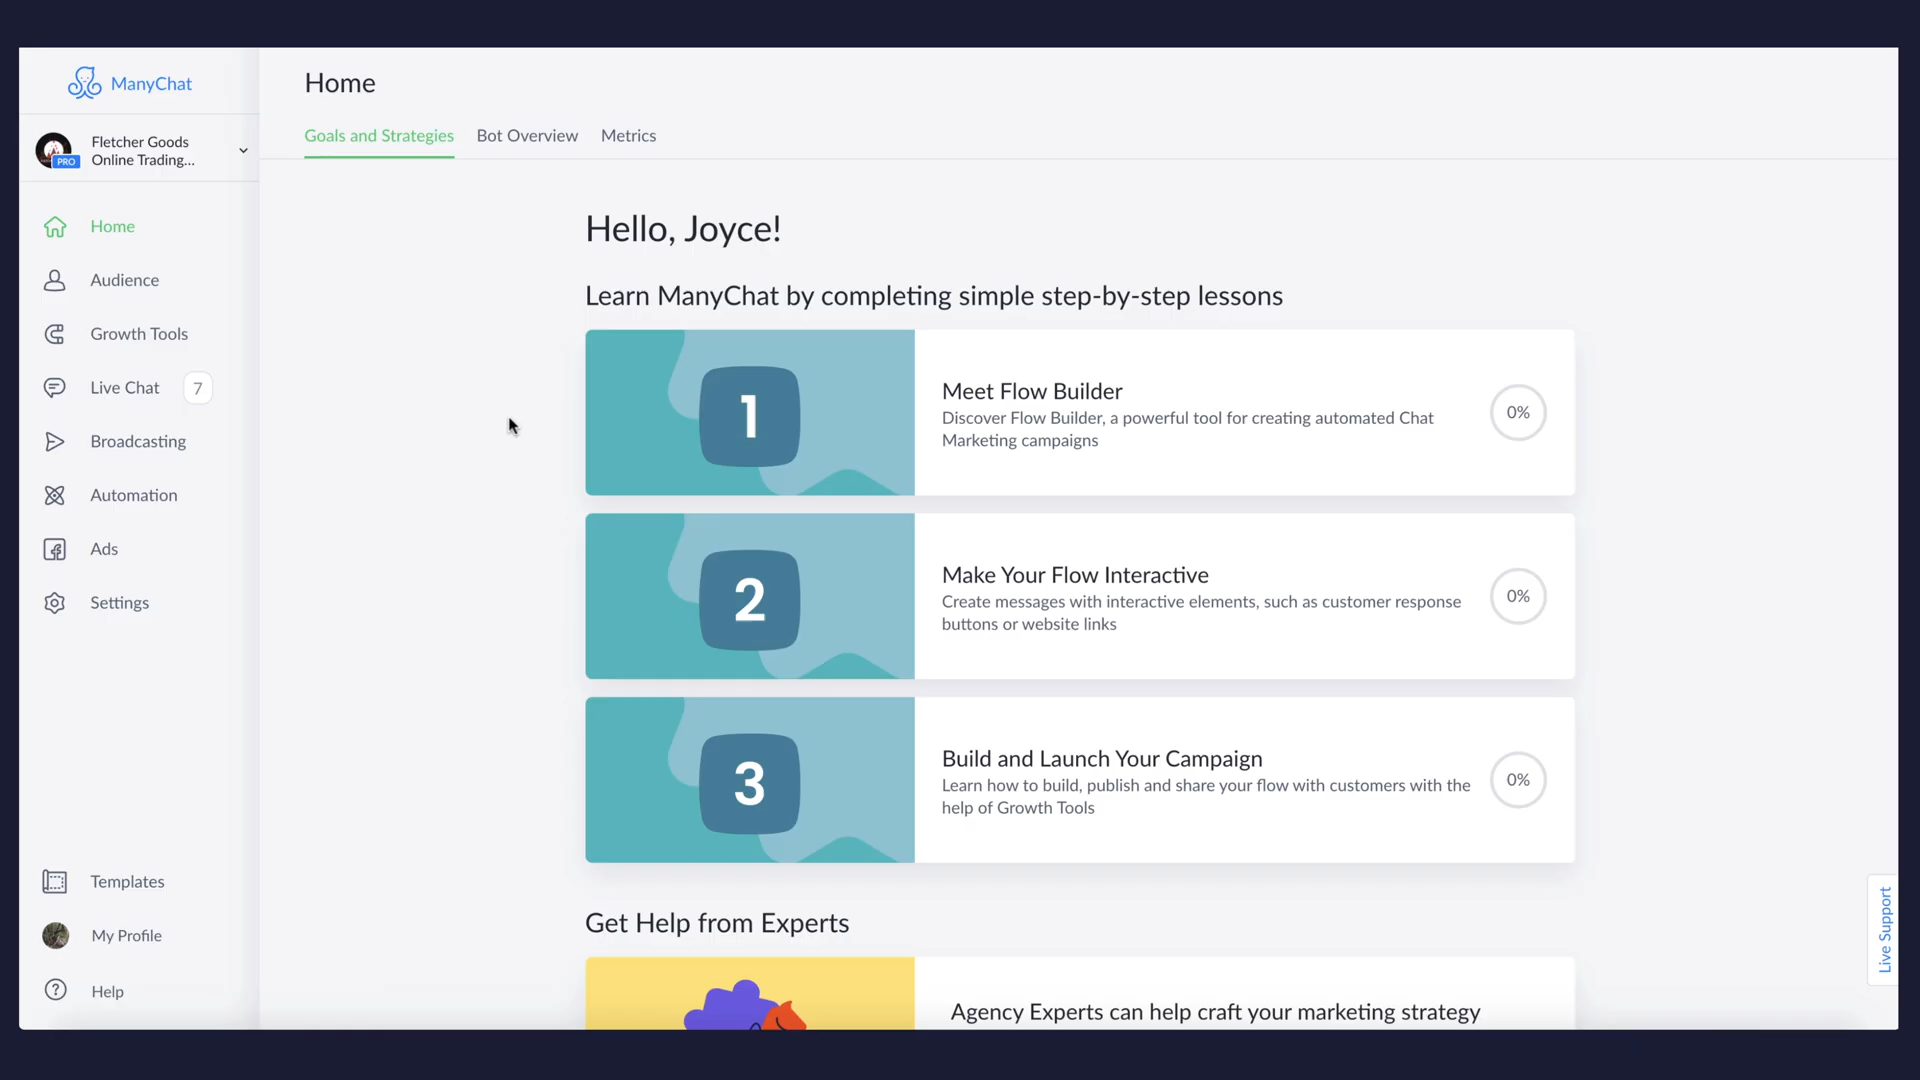 ManyChat
Fletcher Goods
Online Trading...
PRO
Home
Audience
Growth Tools
Live Chat 7
Broadcasting
Automation
Ads
Settings
Templates
My Profile
Help
Home
Goals and Strategies Bot Overview Metrics
Hello, Joyce!
Learn ManyChat by completing simple step-by-step lessons
1
Meet Flow Builder
Discover Flow Builder, a powerful tool for creating automated Chat
Marketing campaigns
0%
2
Make Your Flow Interactive
Create messages with interactive elements, such as customer response
buttons or website links
0%
3
Build and Launch Your Campaign
Learn how to build, publish and share your flow with customers with the
help of Growth Tools
0%
Get Help from Experts
Agency Experts can help craft your marketing strategy
Live Support